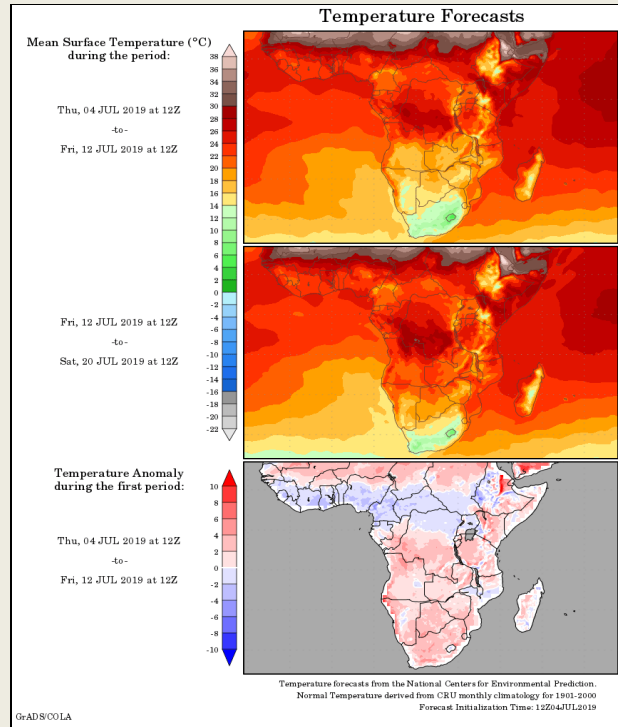 Temperature Forecasts
Mean Surface Temperature (°C)
during the period:
Thu, 04 JUL 2019 at 12Z
-to-
Fri, 12 JUL 2019 at 12Z
38
36
34
32
30
28
26
24
22
20
18
16
14
12
10
8
6
4
2
0
-2
-4
-6
-8
-10
-12
-14
-16
-18
-20
-22
Fri, 12 JUL 2019 at 12Z
-to-
Sat, 20 JUL 2019 at 12Z
Temperature Anomaly
during the first period:
Thu, 04 JUL 2019 at 12Z
-to-
Fri, 12 JUL 2019 at 12Z
10
8
6
4
2
0
-2
-4
-6
-8
-10
Temperature forecasts from the National Centers for Environmental Prediction.
Normal Temperature derived from CRU monthly climatology for 1901-2000
Forecast Initialization Time: 12Z04JUL2019
GrADS/COLA